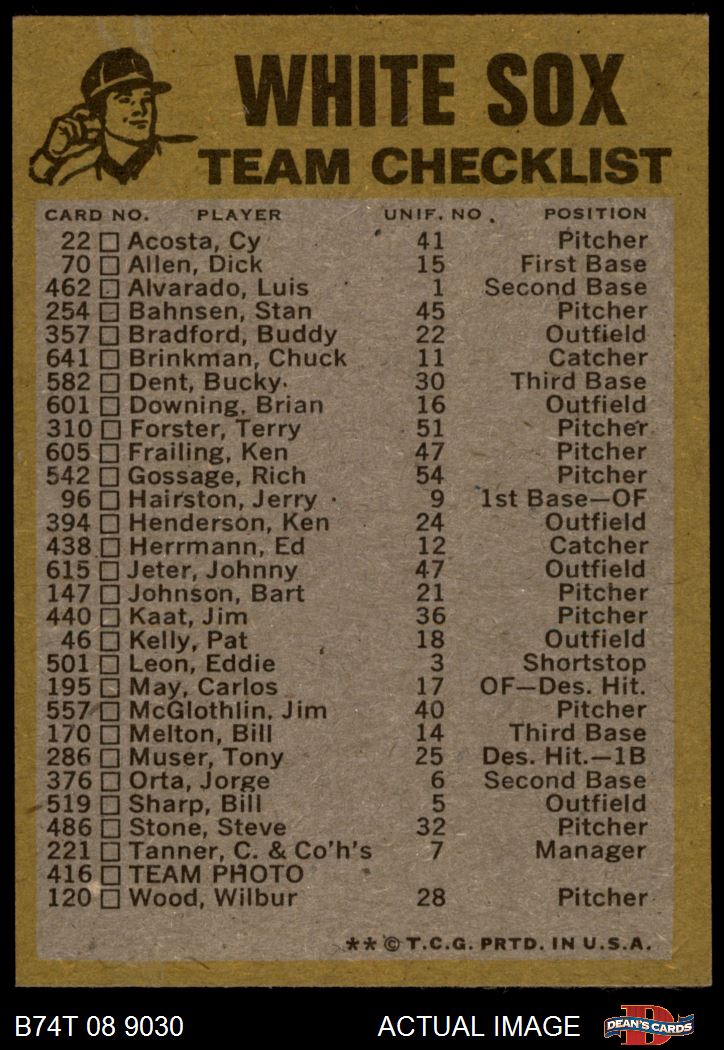 WHITE SOX
TEAM CHECKLIST
CARD NO. PLAYER UNIF. NO. POSITION
22 Acosta, Cy 41 Pitcher
70 Allen, Dick 15 First Base
462 Alvarado, Luis 1 Second Base
254 Bahnsen, Stan 45 Pitcher
357 Bradford, Buddy 22 Outfield
641 Brinkman, Chuck 11 Catcher
582 Dent, Bucky 30 Third Base
601 Downing, Brian 16 Outfield
310 Forster, Terry 51 Pitcher
605 Frailing, Ken 47 Pitcher
542 Gossage, Rich 54 Pitcher
96 Hairston, Jerry 9 1st Base—OF
394 Henderson, Ken 24 Outfield
438 Herrmann, Ed 12 Catcher
615 Jeter, Johnny 47 Outfield
147 Johnson, Bart 21 Pitcher
440 Kaat, Jim 36 Pitcher
46 Kelly, Pat 18 Outfield
501 Leon, Eddie 3 Shortstop
195 May, Carlos 17 OF—Des. Hit.
557 McGlothlin, Jim 40 Pitcher
170 Melton, Bill 14 Third Base
286 Muser, Tony 25 Des. Hit.—1B
376 Orta, Jorge 6 Second Base
519 Sharp, Bill 5 Outfield
486 Stone, Steve 32 Pitcher
221 Tanner, C. & Co'h's 7 Manager
416 TEAM PHOTO
120 Wood, Wilbur 28 Pitcher
** © T.C.G. PRTD. IN U.S.A.
B74T 08 9030 ACTUAL IMAGE DEAN'S CARDS